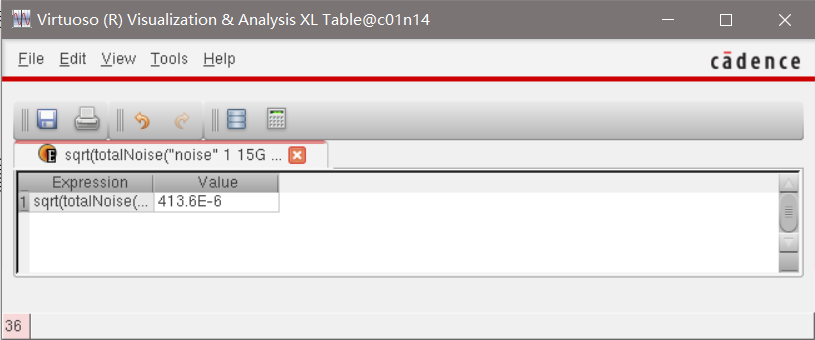 Virtuoso (R) Visualization & Analysis XL Table@c01n14
File Edit View Tools Help
cādence
sqrt(totalNoise("noise" 1 15G ...
Expression Value
1 sqrt(totalNoise(... 413.6E-6
36